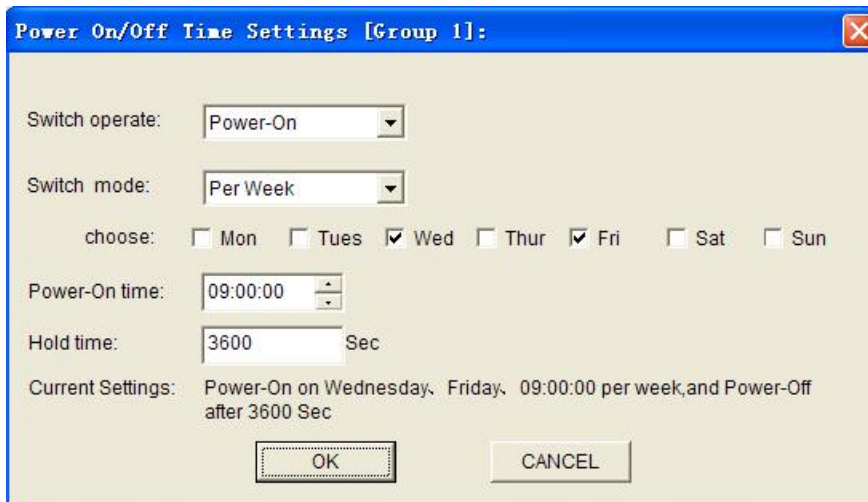 Power On/Off Time Settings [Group 1]:
Switch operate: Power-On
Switch mode: Per Week
choose: Mon Tues Wed Thur Fri Sat Sun
Power-On time: 09:00:00
Hold time: 3600 Sec
Current Settings: Power-On on Wednesday、Friday、09:00:00 per week,and Power-Off
after 3600 Sec
OK CANCEL